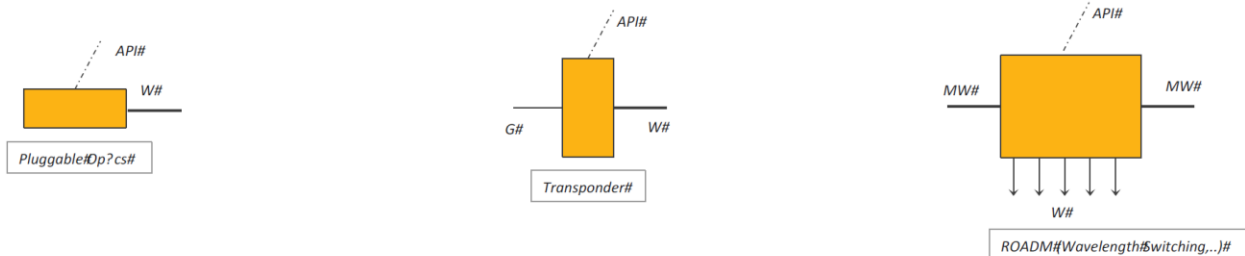 API#
W#
Pluggable#Op?cs#
API#
G#
W#
Transponder#
API#
MW#
MW#
W#
ROADM#(Wavelength#Switching,..)#